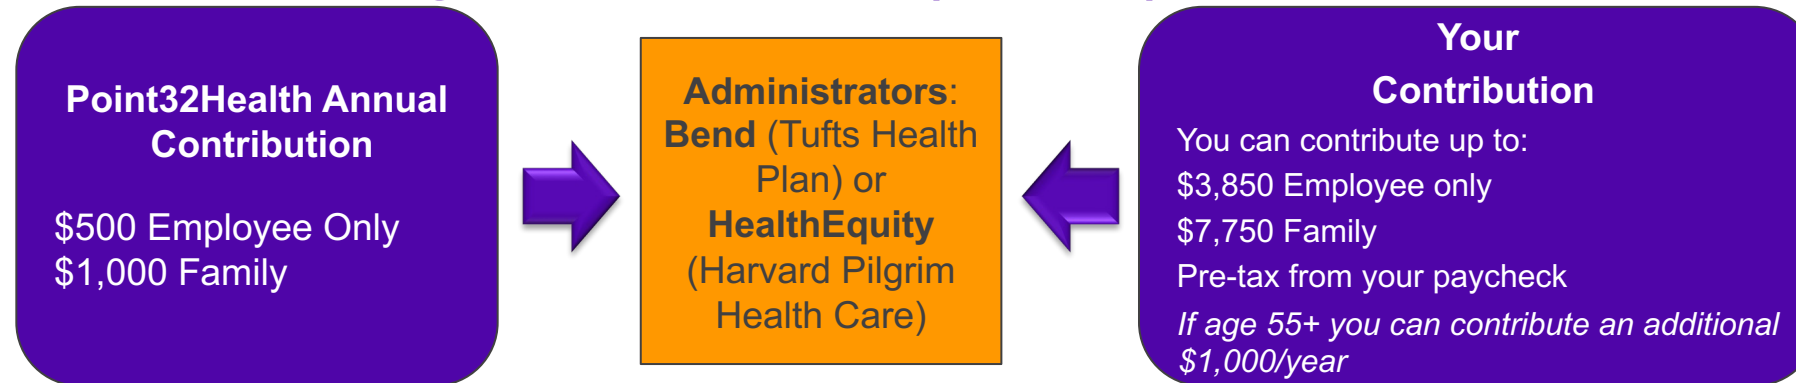 Point32Health Annual
Contribution
$500 Employee Only
$1,000 Family
Administrators:
Bend (Tufts Health
Plan) or
HealthEquity
(Harvard Pilgrim
Health Care)
Your
Contribution
You can contribute up to:
$3,850 Employee only
$7,750 Family
Pre-tax from your paycheck
If age 55+ you can contribute an additional
$1,000/year